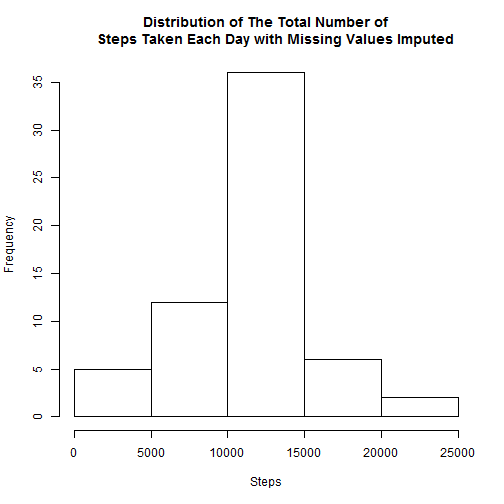 Distribution of The Total Number of
Steps Taken Each Day with Missing Values Imputed
Frequency
35
30
25
20
15
10
5
0
0 5000 10000 15000 20000 25000
Steps